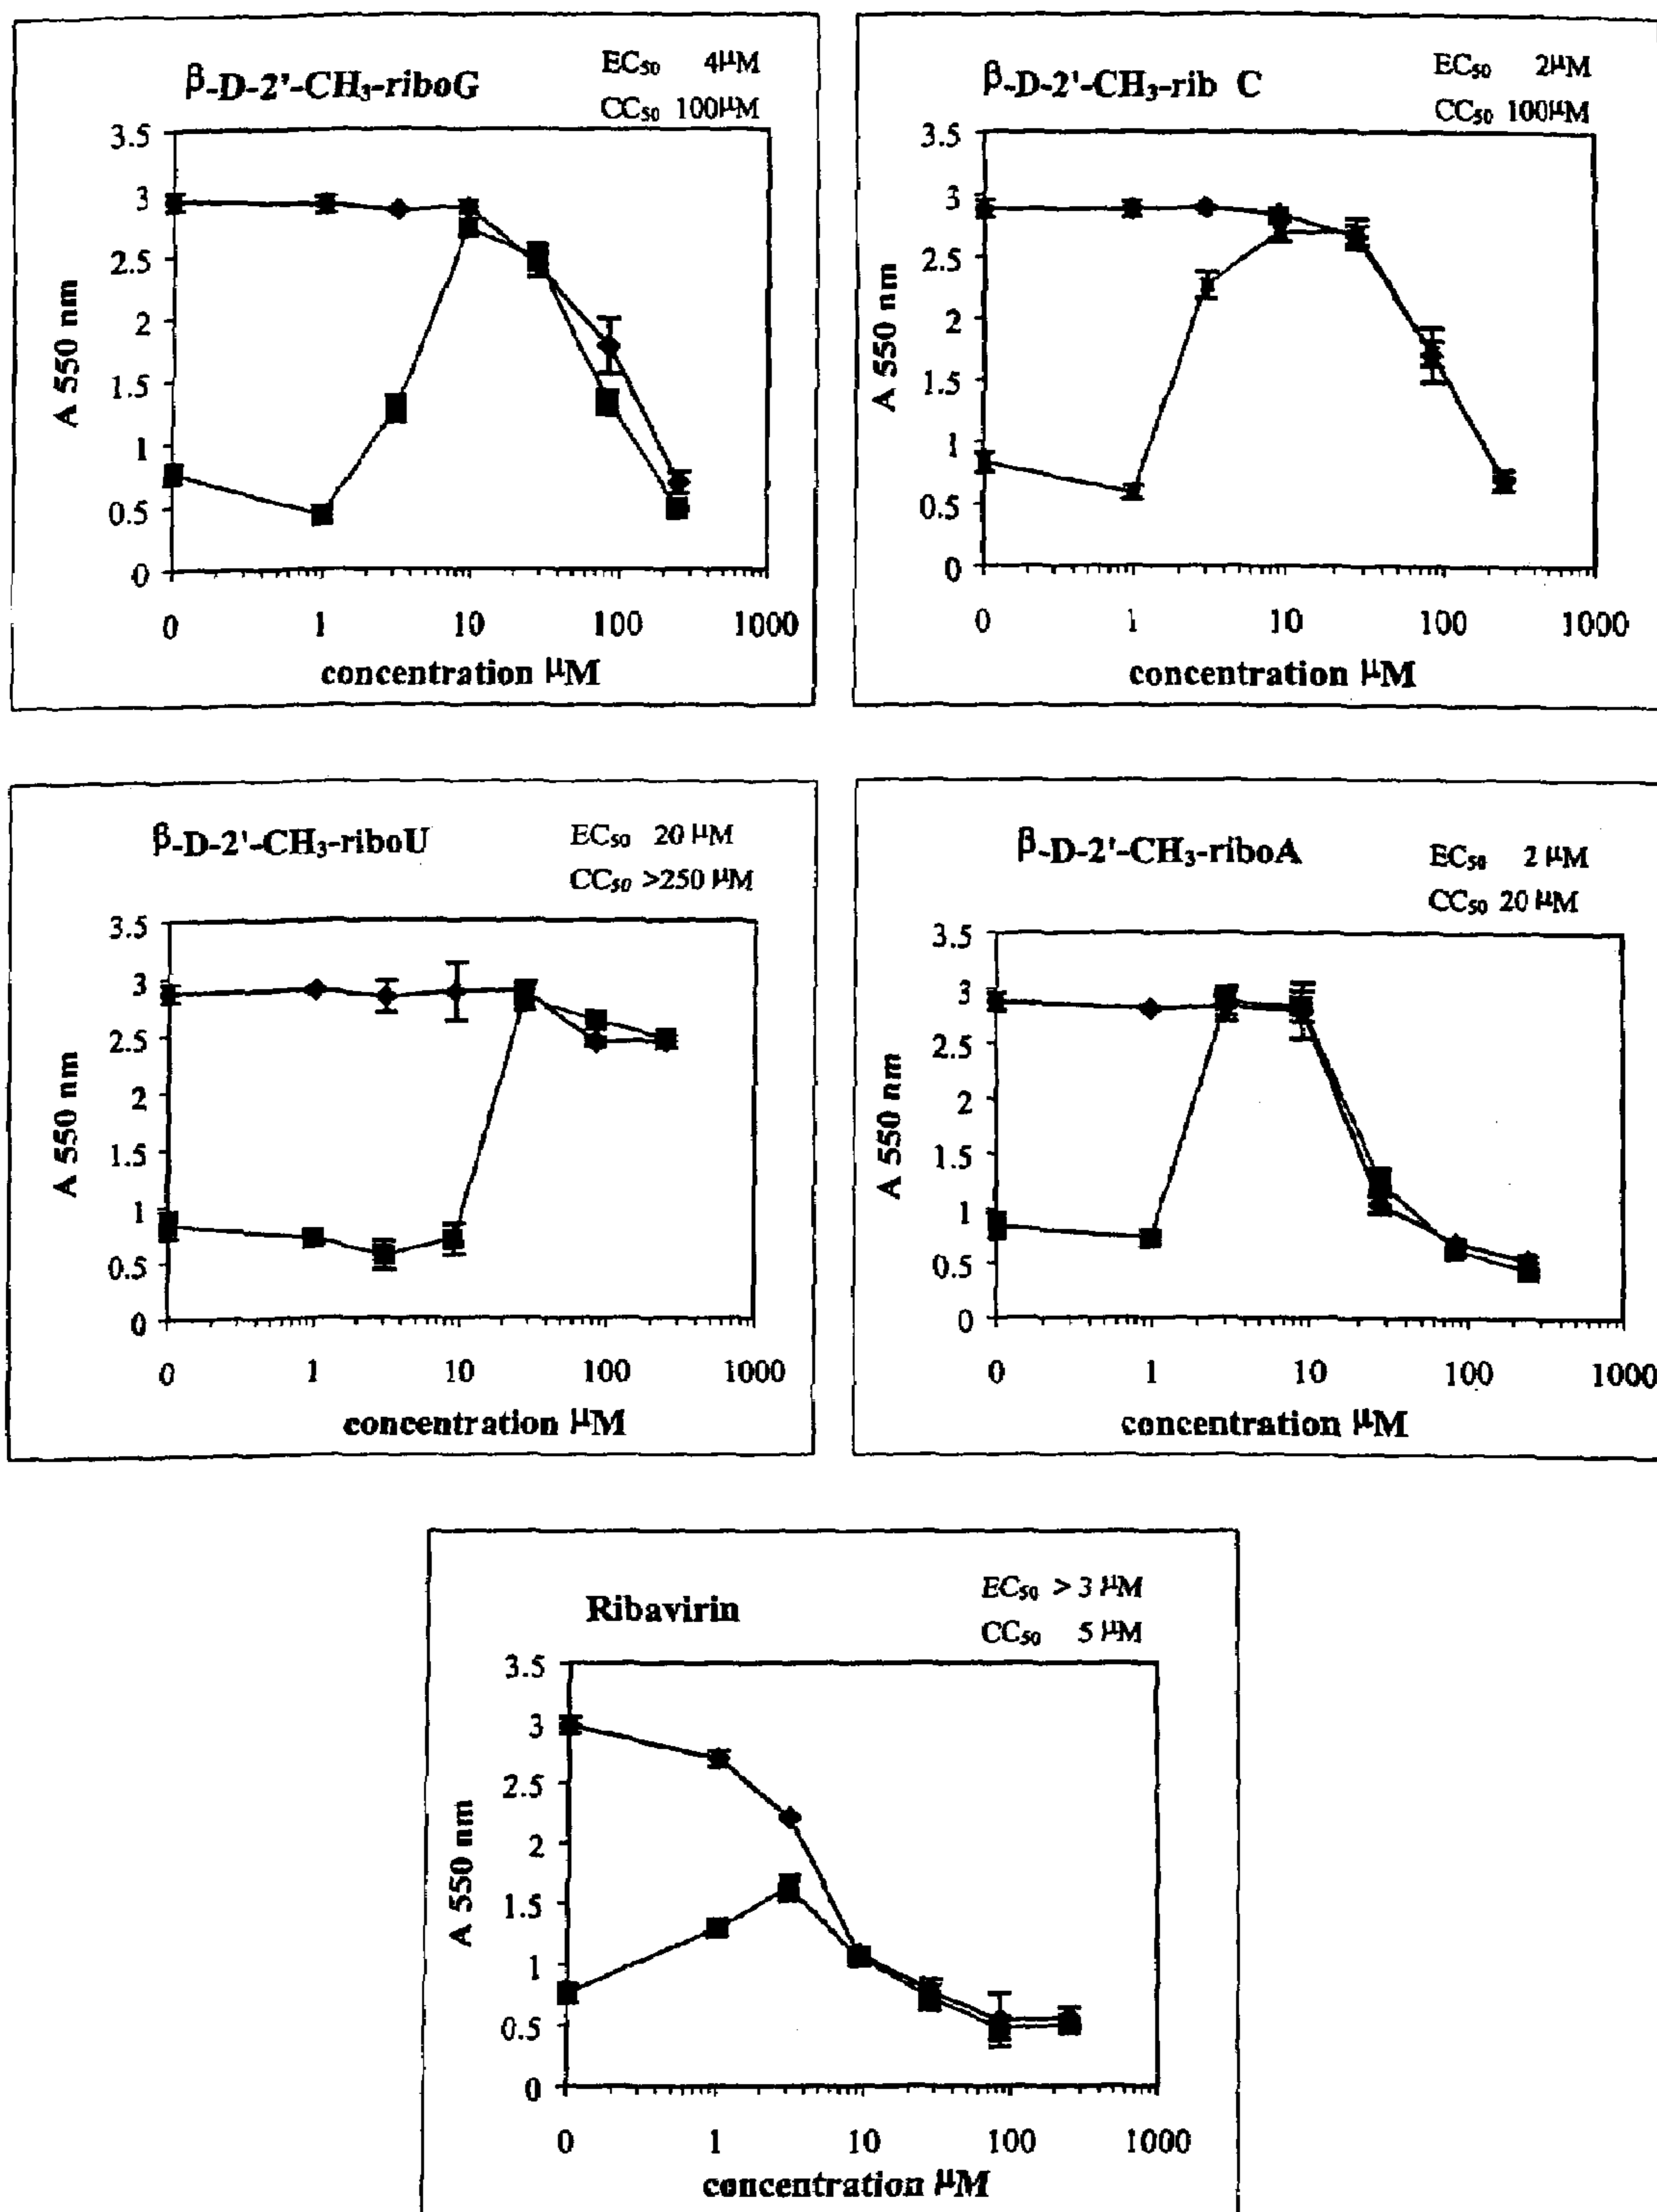 β-D-2'-CH₃-riboG
EC₅₀ 4µM
CC₅₀ 100µM
3.5
3
2.5
2
1.5
1
0.5
0
A 550 nm
0 1 10 100 1000
concentration µM
β-D-2'-CH₃-rib C
EC₅₀ 2µM
CC₅₀ 100µM
3.5
3
2.5
2
1.5
1
0.5
0
A 550 nm
0 1 10 100 1000
concentration µM
β-D-2'-CH₃-riboU
EC₅₀ 20 µM
CC₅₀ >250 µM
3.5
3
2.5
2
1.5
1
0.5
0
A 550 nm
0 1 10 100 1000
concentration µM
β-D-2'-CH₃-riboA
EC₅₀ 2 µM
CC₅₀ 20 µM
3.5
3
2.5
2
1.5
1
0.5
0
A 550 nm
0 1 10 100 1000
concentration µM
Ribavirin
EC₅₀ > 3 µM
CC₅₀ 5 µM
3.5
3
2.5
2
1.5
1
0.5
0
A 550 nm
0 1 10 100 1000
concentration µM